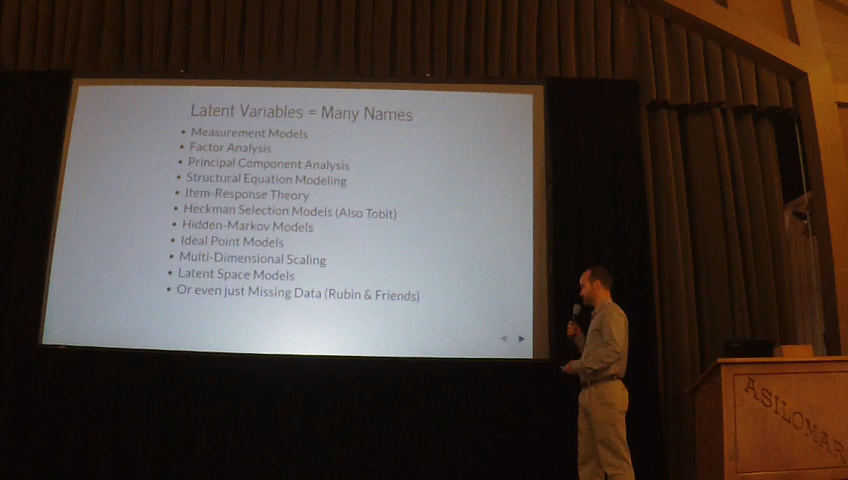 Latent Variables = Many Names
• Measurement Models
• Factor Analysis
• Principal Component Analysis
• Structural Equation Modeling
• Item-Response Theory
• Heckman Selection Models (Also Tobit)
• Hidden-Markov Models
• Ideal Point Models
• Multi-Dimensional Scaling
• Latent Space Models
• Or even just Missing Data (Rubin & Friends)
ASILOMAR